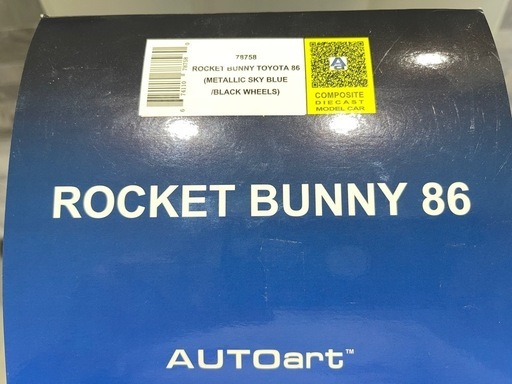 78758
ROCKET BUNNY TOYOTA 86
(METALLIC SKY BLUE
/BLACK WHEELS)
COMPOSITE
DIECAST
MODEL CAR
ROCKET BUNNY 86
AUTOart™